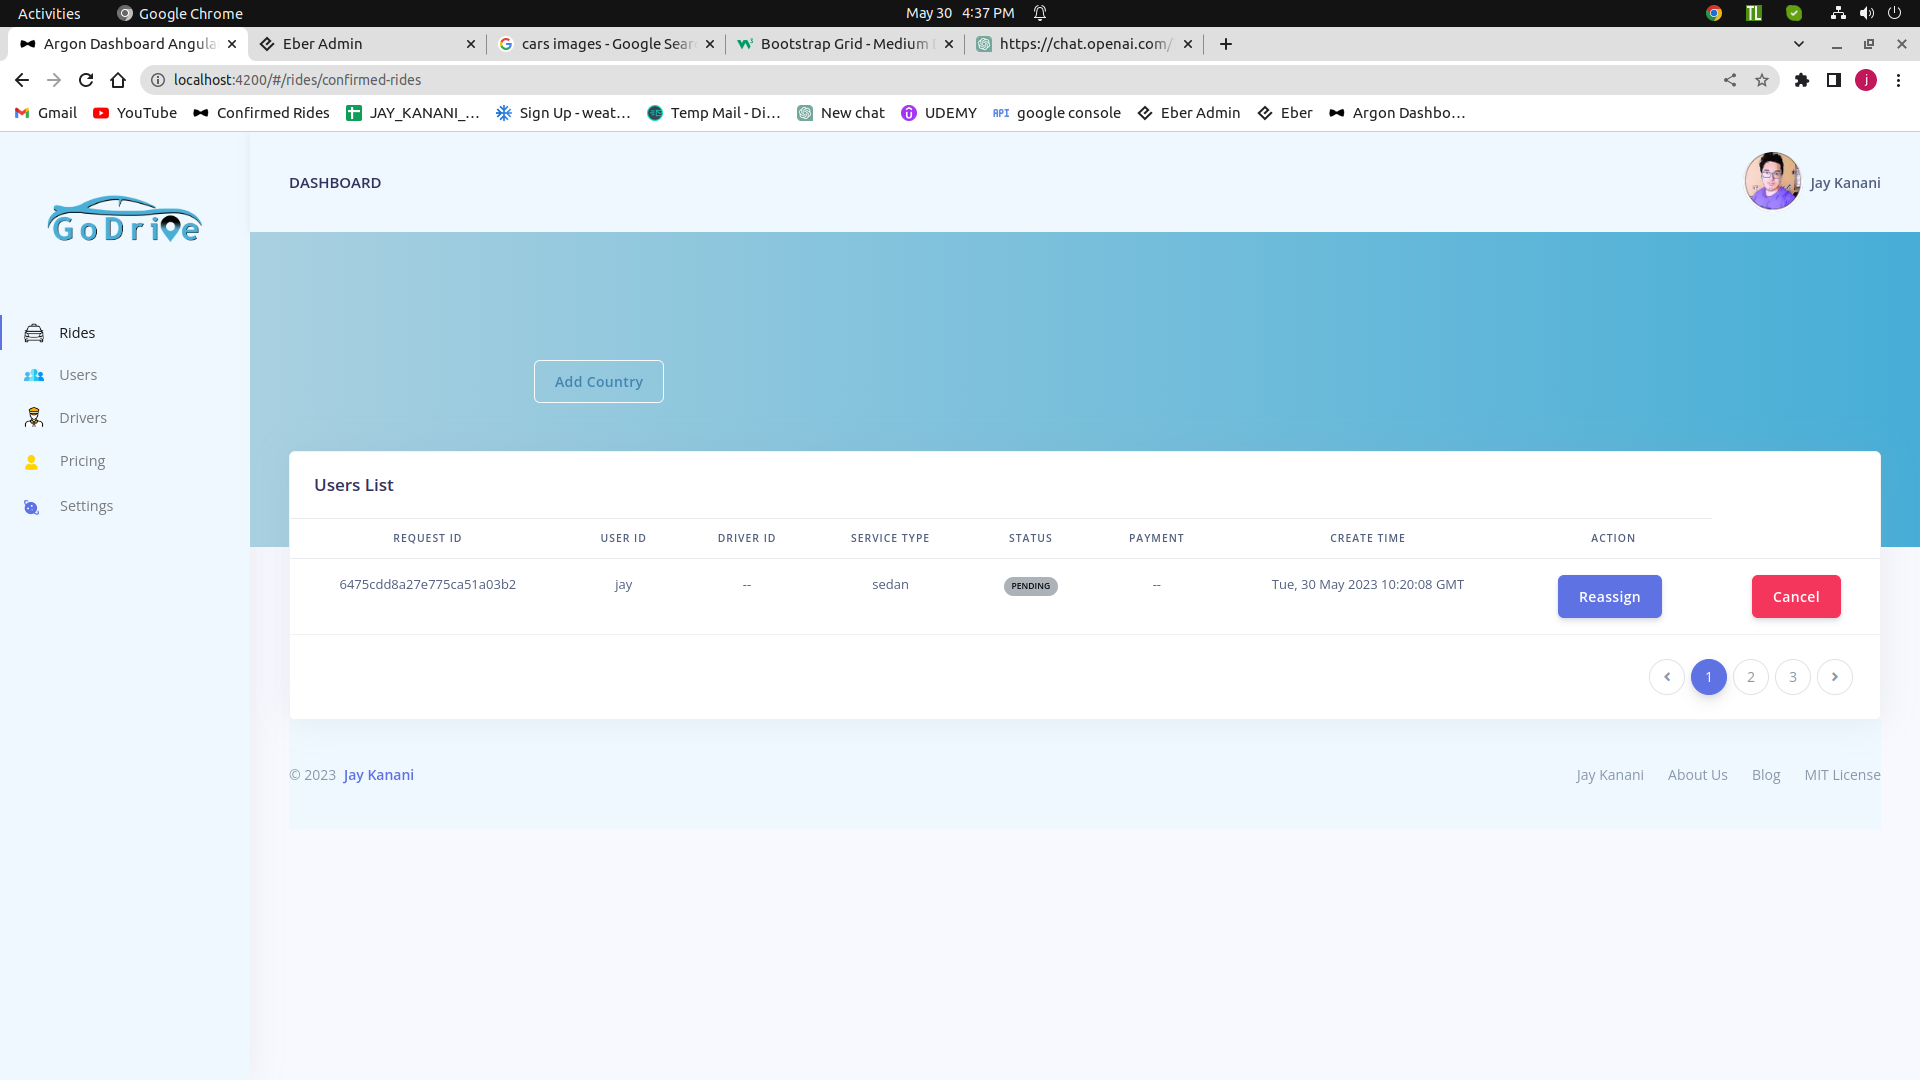 Activities Google Chrome May 30 4:37 PM TL
Argon Dashboard Angula Eber Admin cars images - Google Sear Bootstrap Grid - Medium https://chat.openai.com/
localhost:4200/#/rides/confirmed-rides j
Gmail YouTube Confirmed Rides JAY_KANANI_... Sign Up - weat... Temp Mail - Di... New chat UDEMY API google console Eber Admin Eber Argon Dashbo...
DASHBOARD Jay Kanani
GoDrive
Rides
Users
Add Country
Drivers
Pricing
Users List
Settings
REQUEST ID USER ID DRIVER ID SERVICE TYPE STATUS PAYMENT CREATE TIME ACTION
6475cdd8a27e775ca51a03b2 jay -- sedan PENDING -- Tue, 30 May 2023 10:20:08 GMT Reassign Cancel
1 2 3
© 2023 Jay Kanani Jay Kanani About Us Blog MIT License